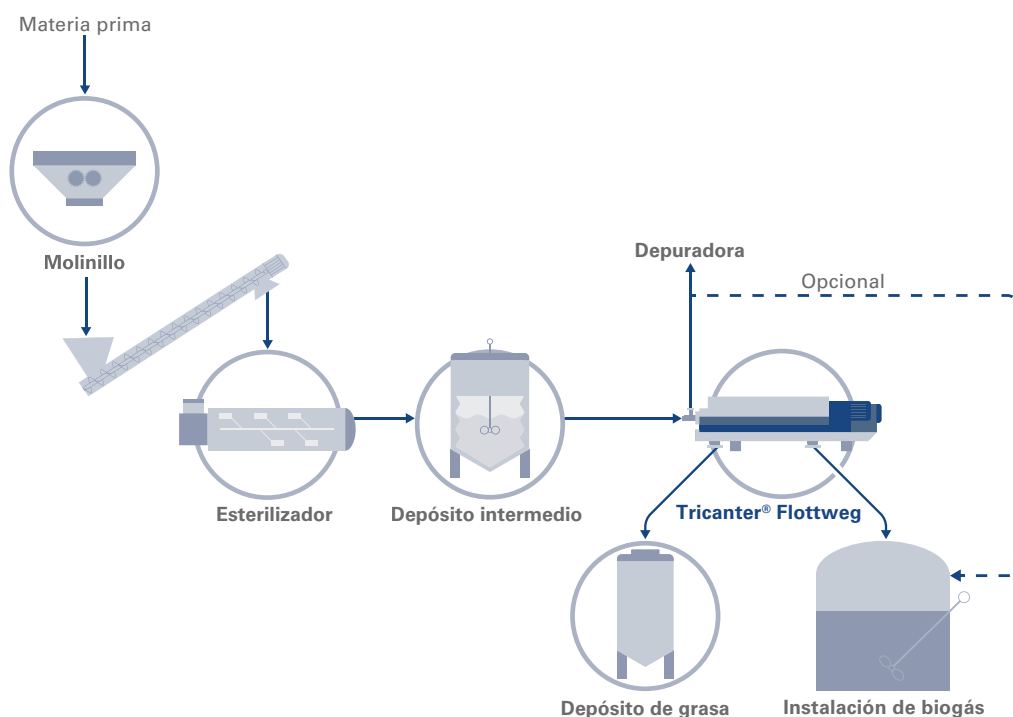 Materia prima
Molinillo
Depuradora
Opcional
Esterilizador
Depósito intermedio
Tricanter® Flottweg
Depósito de grasa
Instalación de biogás